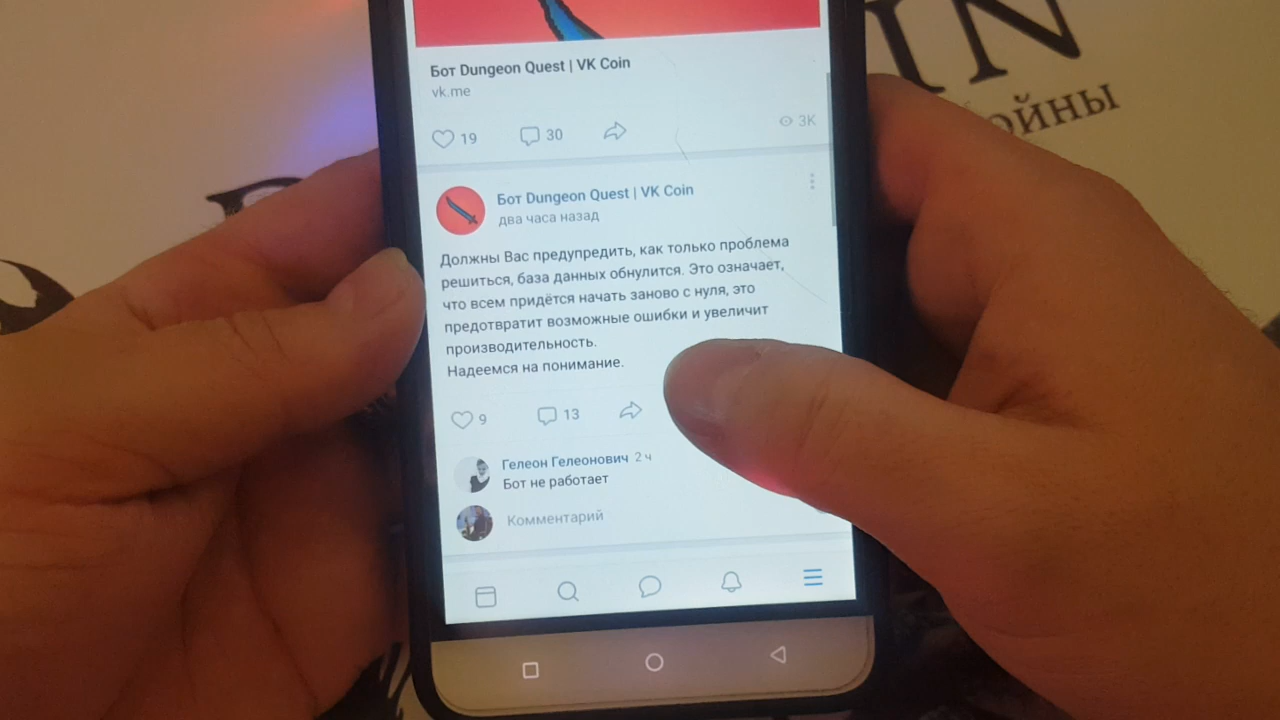 Бот Dungeon Quest | VK Coin
vk.me
19
30
3K
Бот Dungeon Quest | VK Coin
два часа назад
Должны Вас предупредить, как только проблема
решиться, база данных обнулится. Это означает,
что всем придётся начать заново с нуля, это
предотвратит возможные ошибки и увеличит
производительность.
Надеемся на понимание.
9
13
Гелеон Гелеонович 2 ч
Бот не работает
Комментарий